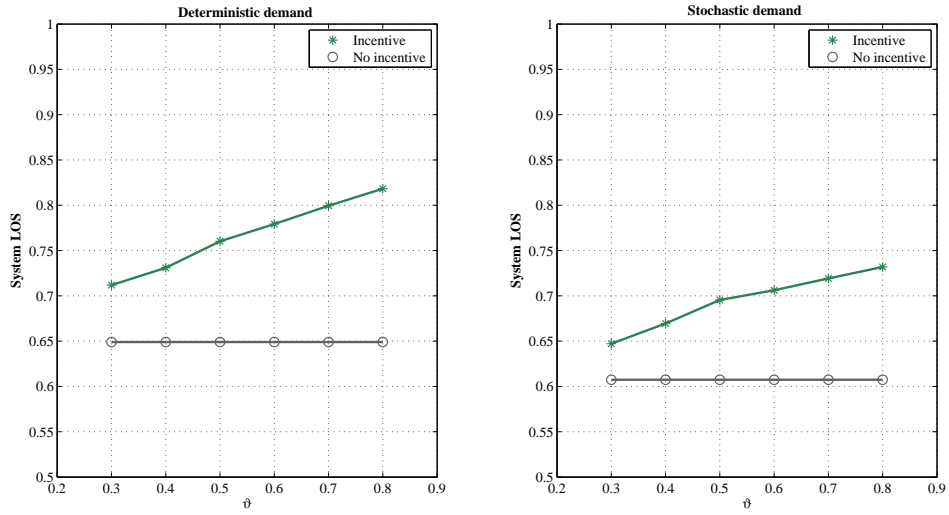 Deterministic demand
1
Incentive
No incentive
0.95
0.9
0.85
0.8
0.75
0.7
0.65
0.6
0.55
0.5
System LOS
0.2 0.3 0.4 0.5 0.6 0.7 0.8 0.9
ϑ
Stochastic demand
1
Incentive
No incentive
0.95
0.9
0.85
0.8
0.75
0.7
0.65
0.6
0.55
0.5
System LOS
0.2 0.3 0.4 0.5 0.6 0.7 0.8 0.9
ϑ